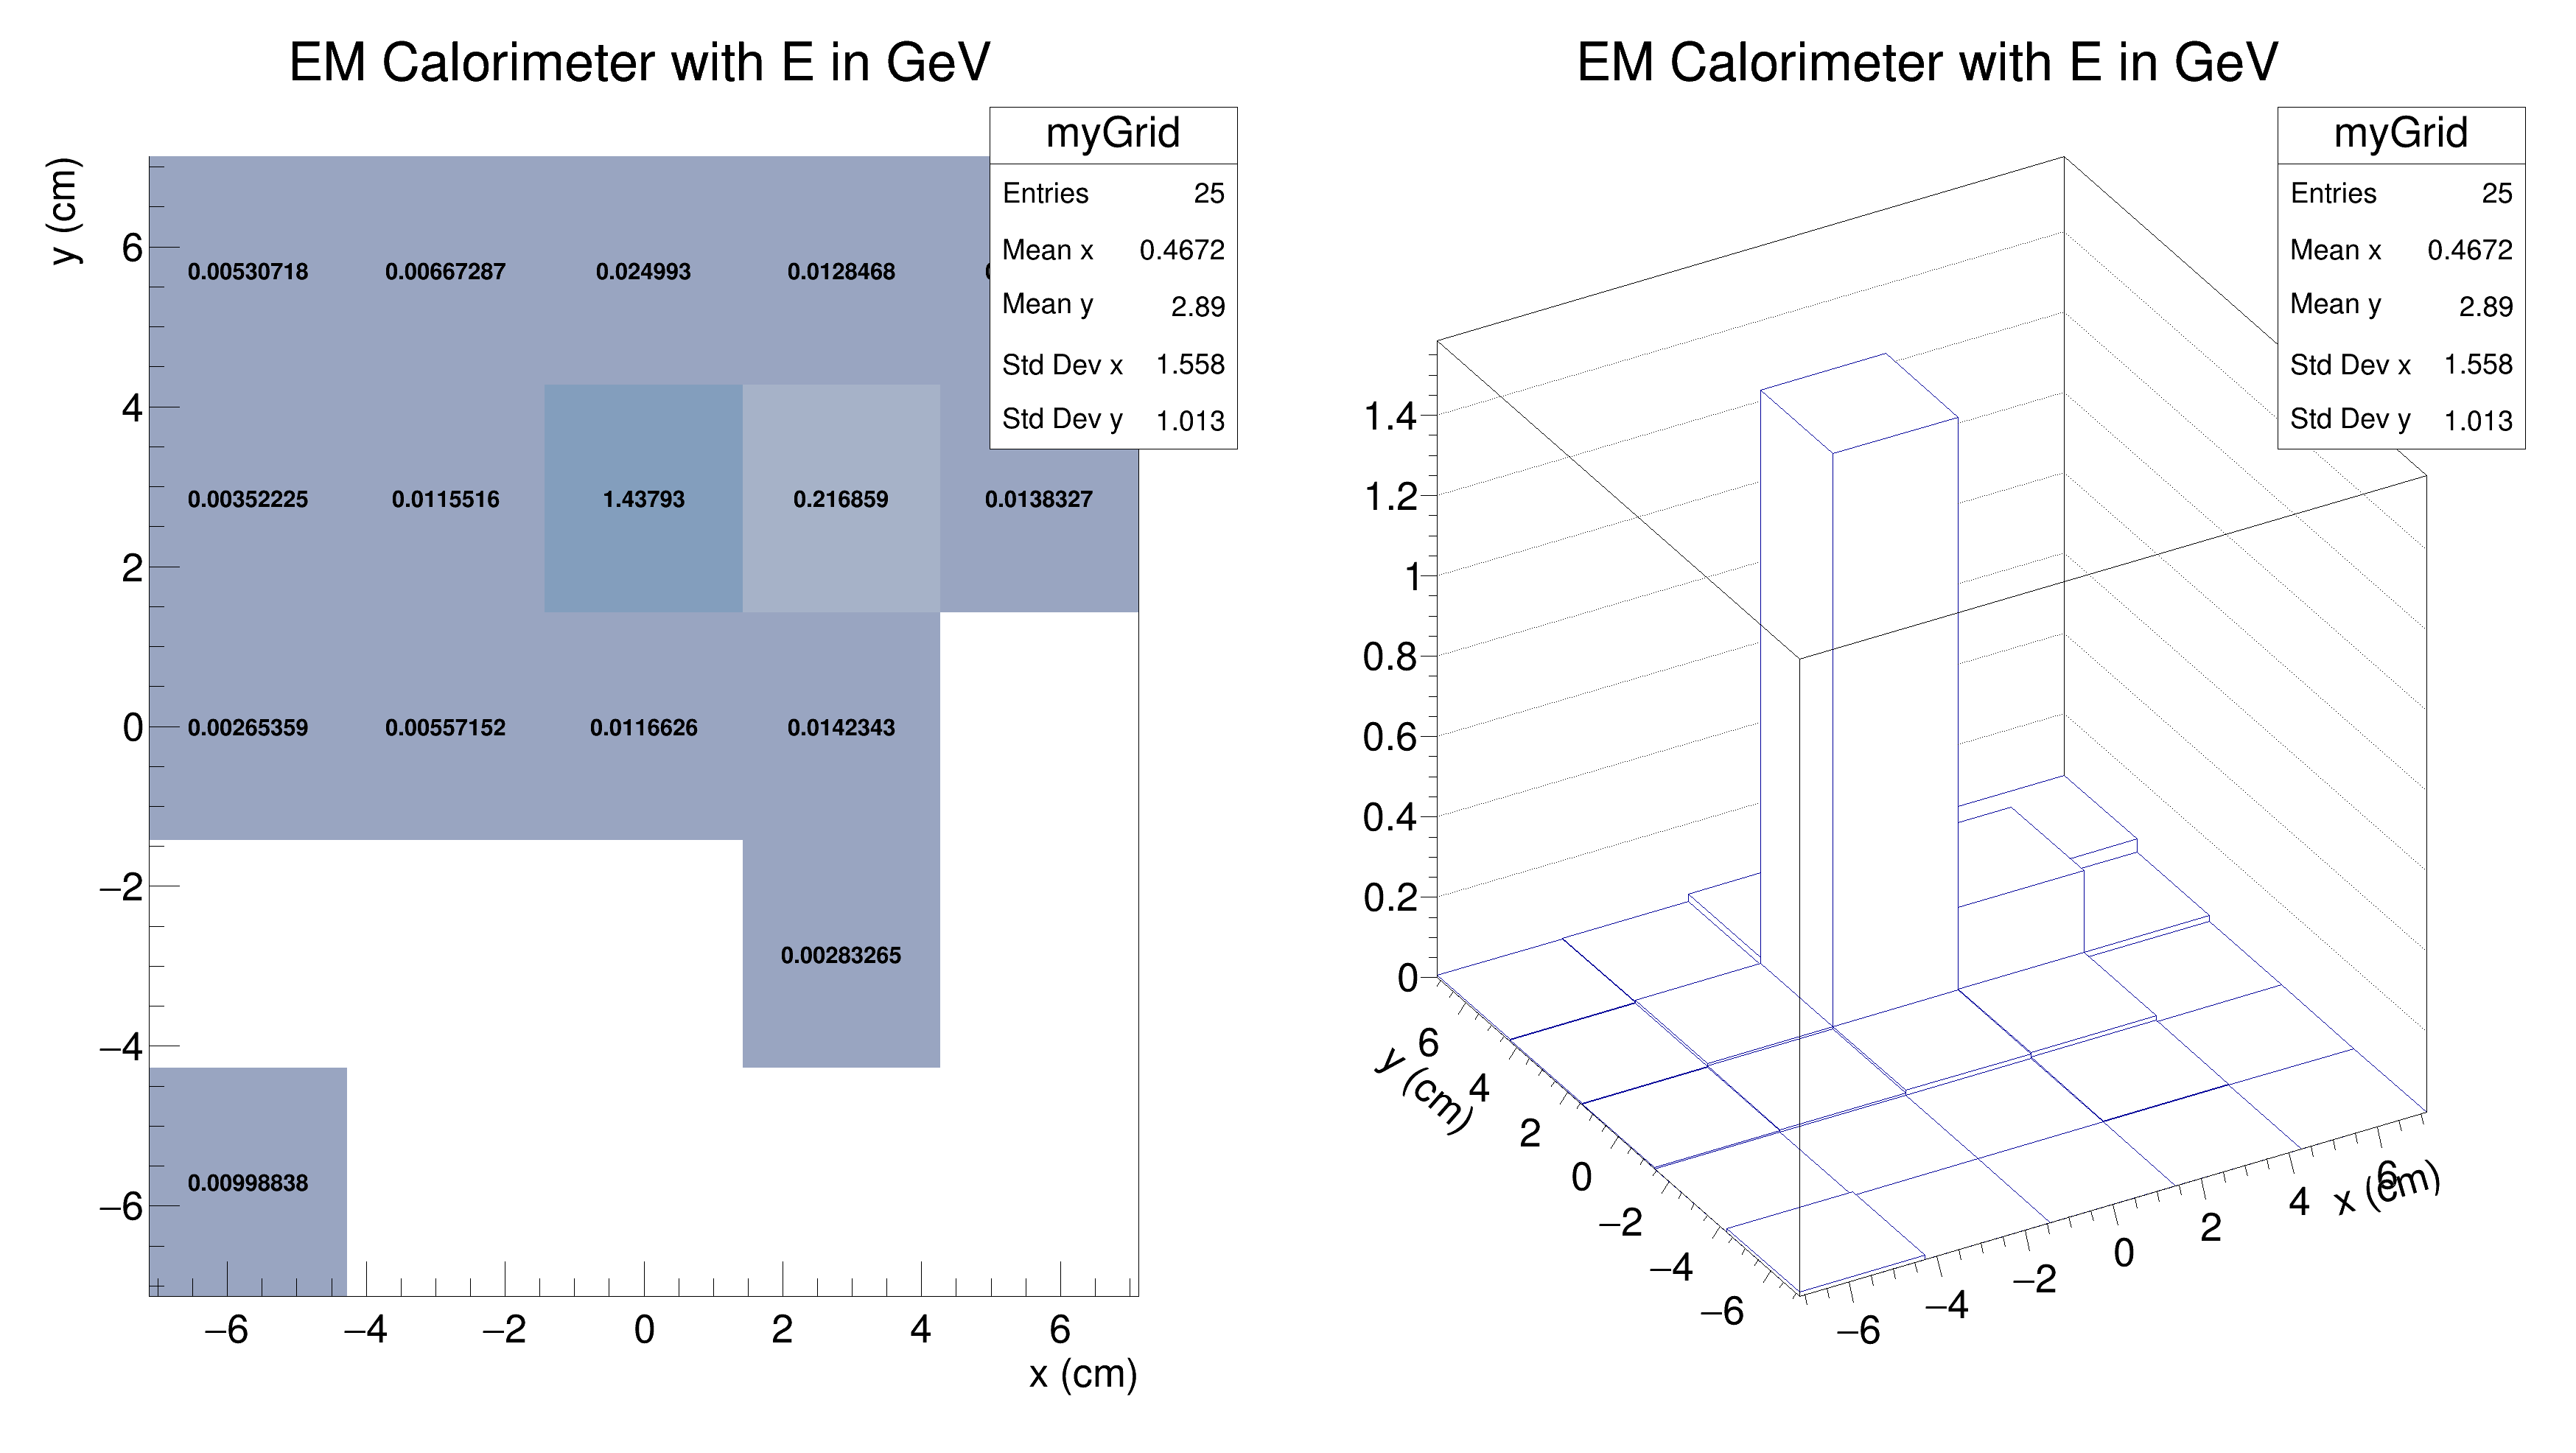 EM Calorimeter with E in GeV
myGrid
Entries 25
Mean x 0.4672
Mean y 2.89
Std Dev x 1.558
Std Dev y 1.013
y (cm)
6
4
2
0
−2
−4
−6
0.00530718 0.00667287 0.024993 0.0128468
0.00352225 0.0115516 1.43793 0.216859 0.0138327
0.00265359 0.00557152 0.0116626 0.0142343
0.00283265
0.00998838
−6 −4 −2 0 2 4 6
x (cm)
EM Calorimeter with E in GeV
myGrid
Entries 25
Mean x 0.4672
Mean y 2.89
Std Dev x 1.558
Std Dev y 1.013
1.4
1.2
1
0.8
0.6
0.4
0.2
0
y (cm)
6
4
2
0
−2
−4
−6
−6 −4 −2 0 2 4 6
x (cm)